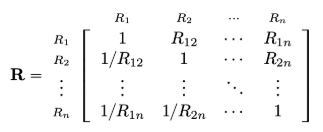 R₁ R₂ ⋯ Rₙ
R₁ 1 R₁₂ ⋯ R₁ₙ
R = R₂ 1/R₁₂ 1 ⋯ R₂ₙ
⋮ ⋮ ⋮ ⋱ ⋮
Rₙ 1/R₁ₙ 1/R₂ₙ ⋯ 1